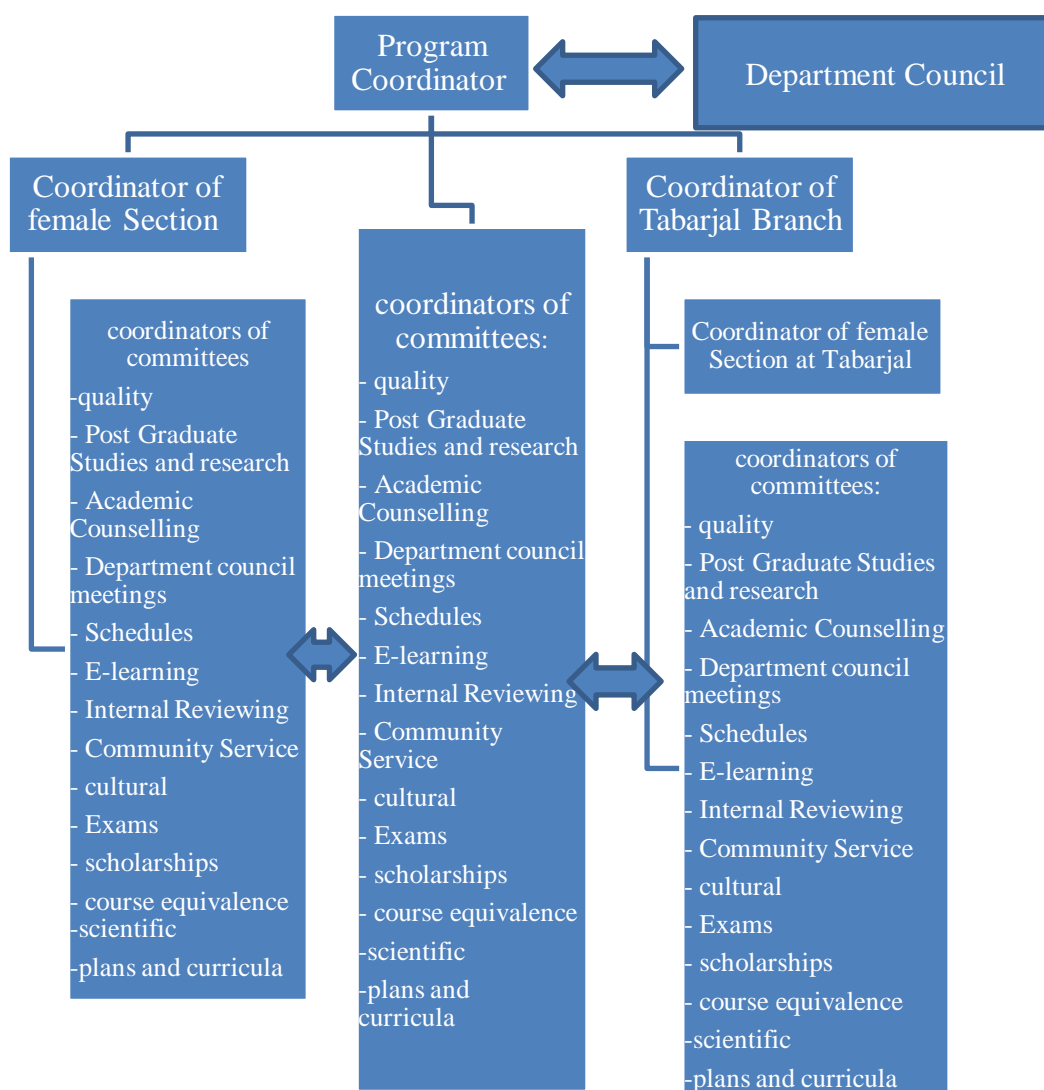 Program
Coordinator
Department Council
Coordinator of
female Section
Coordinator of
Tabarjal Branch
coordinators of
committees
-quality
- Post Graduate
Studies and research
- Academic
Counselling
- Department council
meetings
- Schedules
- E-learning
- Internal Reviewing
- Community Service
- cultural
- Exams
- scholarships
- course equivalence
-scientific
-plans and curricula
coordinators of
committees:
- quality
- Post Graduate
Studies and research
- Academic
Counselling
- Department council
meetings
- Schedules
- E-learning
- Internal Reviewing
- Community
Service
- cultural
- Exams
- scholarships
- course equivalence
-scientific
-plans and
curricula
Coordinator of female
Section at Tabarjal
coordinators of
committees:
- quality
- Post Graduate Studies
and research
- Academic Counselling
- Department council
meetings
- Schedules
- E-learning
- Internal Reviewing
- Community Service
- cultural
- Exams
- scholarships
- course equivalence
-scientific
-plans and curricula